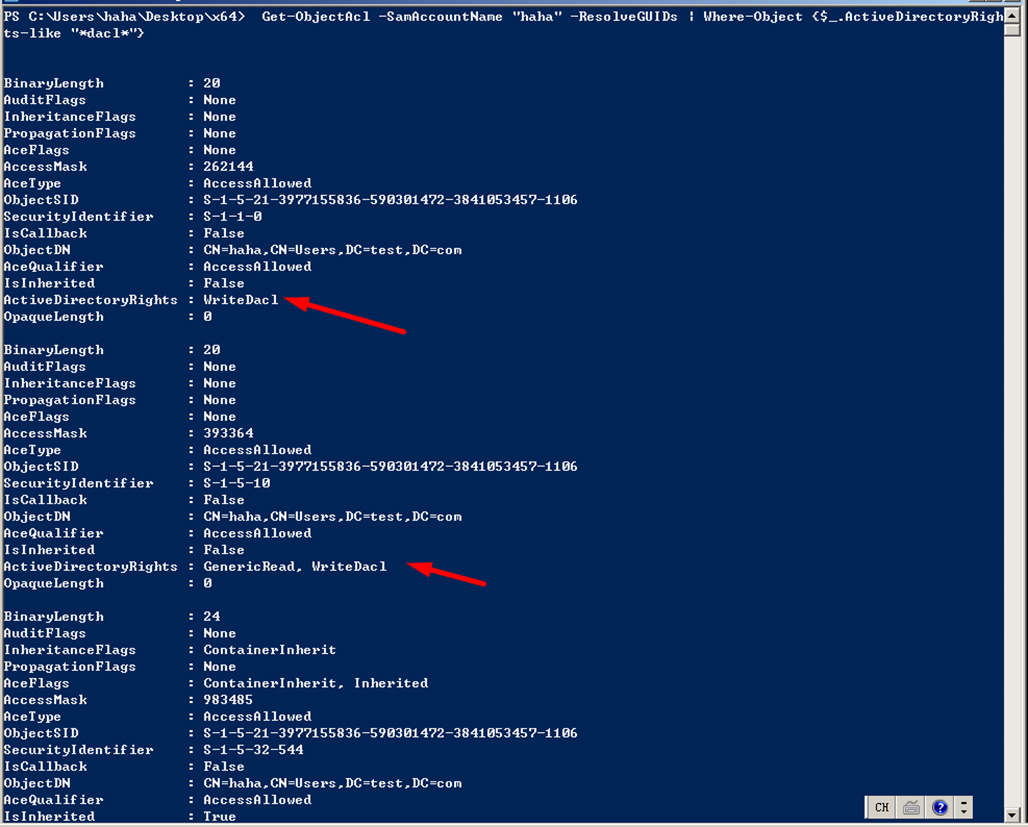 PS C:\Users\haha\Desktop\x64>  Get-ObjectAcl -SamAccountName "haha" -ResolveGUIDs | Where-Object {$_.ActiveDirectoryRigh
ts-like "*dacl*"}
BinaryLength : 20
AuditFlags : None
InheritanceFlags : None
PropagationFlags : None
AceFlags : None
AccessMask : 262144
AceType : AccessAllowed
ObjectSID : S-1-5-21-3977155836-590301472-3841053457-1106
SecurityIdentifier : S-1-1-0
IsCallback : False
ObjectDN : CN=haha,CN=Users,DC=test,DC=com
AceQualifier : AccessAllowed
IsInherited : False
ActiveDirectoryRights : WriteDacl
OpaqueLength : 0
BinaryLength : 20
AuditFlags : None
InheritanceFlags : None
PropagationFlags : None
AceFlags : None
AccessMask : 393364
AceType : AccessAllowed
ObjectSID : S-1-5-21-3977155836-590301472-3841053457-1106
SecurityIdentifier : S-1-5-10
IsCallback : False
ObjectDN : CN=haha,CN=Users,DC=test,DC=com
AceQualifier : AccessAllowed
IsInherited : False
ActiveDirectoryRights : GenericRead, WriteDacl
OpaqueLength : 0
BinaryLength : 24
AuditFlags : None
InheritanceFlags : ContainerInherit
PropagationFlags : None
AceFlags : ContainerInherit, Inherited
AccessMask : 983485
AceType : AccessAllowed
ObjectSID : S-1-5-21-3977155836-590301472-3841053457-1106
SecurityIdentifier : S-1-5-32-544
IsCallback : False
ObjectDN : CN=haha,CN=Users,DC=test,DC=com
AceQualifier : AccessAllowed
IsInherited : True
CH